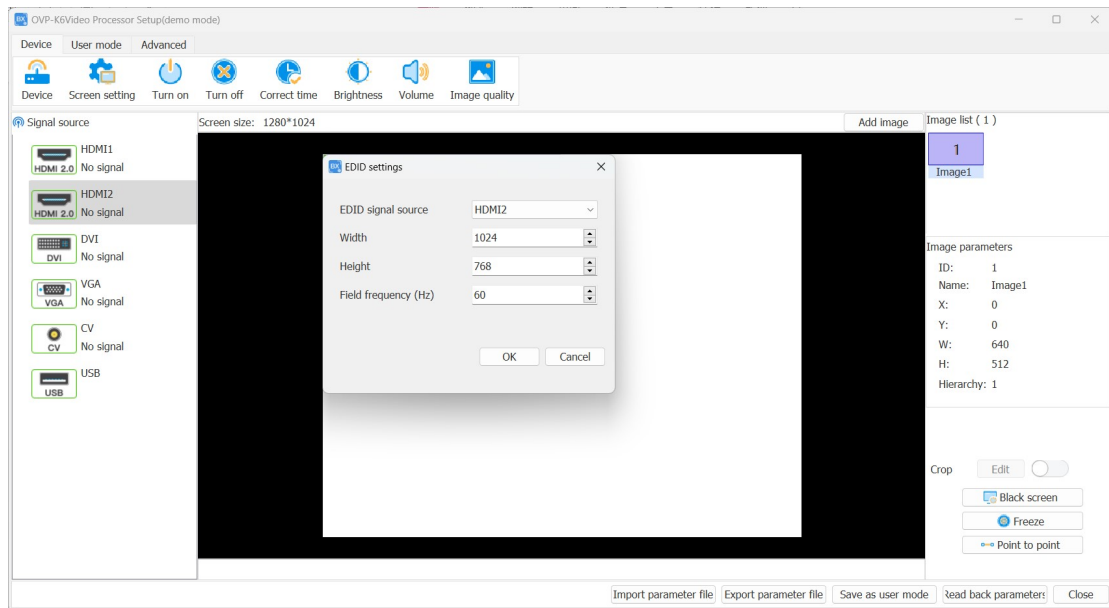 BX OVP-K6Video Processor Setup(demo mode)
Device User mode Advanced
Device Screen setting Turn on Turn off Correct time Brightness Volume Image quality
Signal source
Screen size: 1280*1024
Add image
Image list ( 1 )
HDMI 2.0
HDMI1
No signal
HDMI 2.0
HDMI2
No signal
DVI
DVI
No signal
VGA
VGA
No signal
CV
CV
No signal
USB
USB
BX EDID settings
EDID signal source HDMI2
Width 1024
Height 768
Field frequency (Hz) 60
OK Cancel
1
Image1
Image parameters
ID: 1
Name: Image1
X: 0
Y: 0
W: 640
H: 512
Hierarchy: 1
Crop Edit
Black screen
Freeze
Point to point
Import parameter file Export parameter file Save as user mode Read back parameters Close